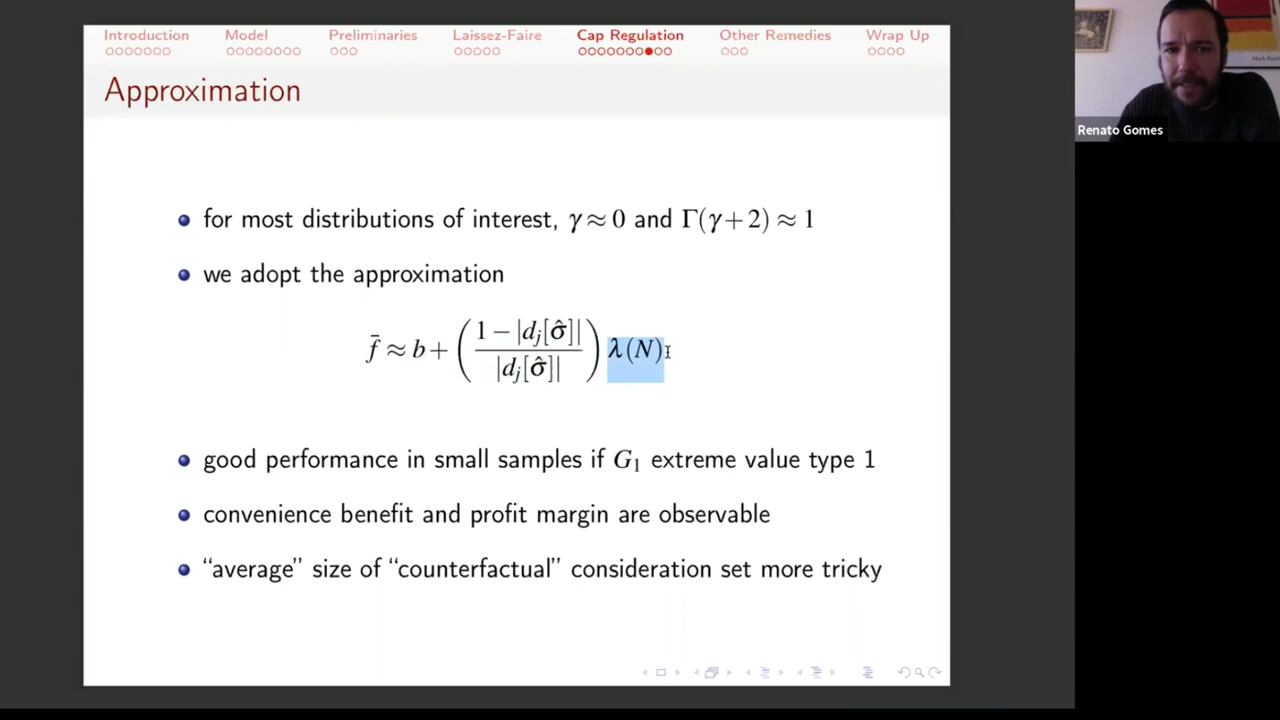 Introduction Model Preliminaries Laissez-Faire Cap Regulation Other Remedies Wrap Up
Approximation
for most distributions of interest, γ ≈ 0 and Γ(γ+2) ≈ 1
we adopt the approximation
f̄ ≈ b + ( 1 − |d_j[σ̂]| / |d_j[σ̂]| ) λ(N)
good performance in small samples if G₁ extreme value type 1
convenience benefit and profit margin are observable
“average” size of “counterfactual” consideration set more tricky
Renato Gomes